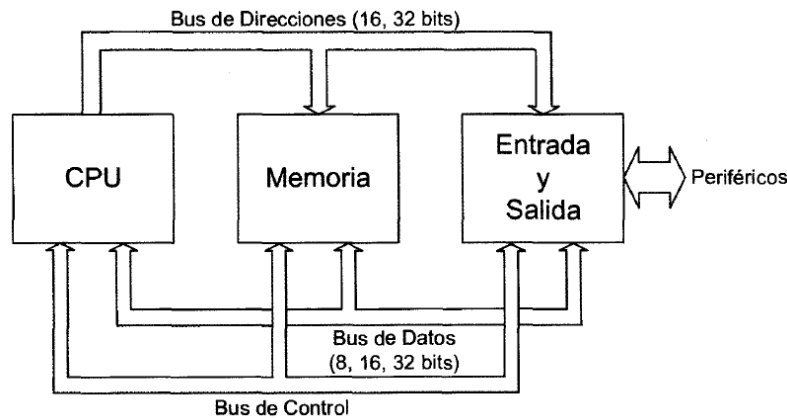 Bus de Direcciones (16, 32 bits)
CPU
Memoria
Entrada
y
Salida
Periféricos
Bus de Datos
(8, 16, 32 bits)
Bus de Control